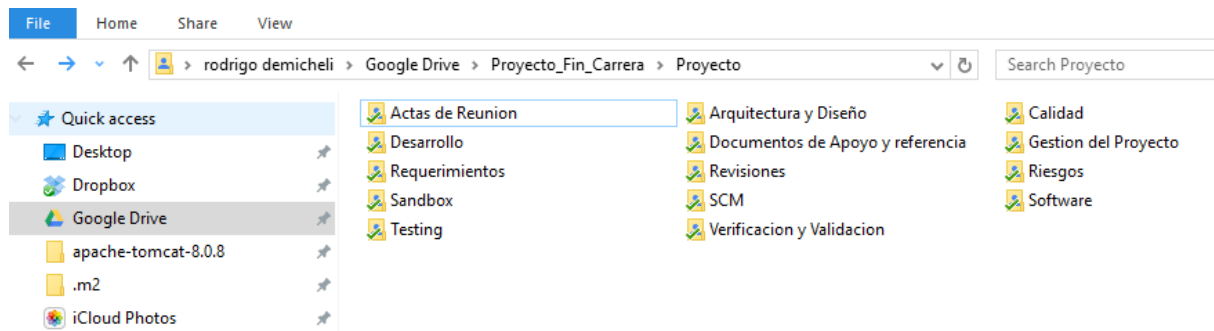 File Home Share View
rodrigo demicheli > Google Drive > Proyecto_Fin_Carrera > Proyecto Search Proyecto
Quick access
Desktop
Dropbox
Google Drive
apache-tomcat-8.0.8
.m2
iCloud Photos
Actas de Reunion Arquitectura y Diseño Calidad
Desarrollo Documentos de Apoyo y referencia Gestion del Proyecto
Requerimientos Revisiones Riesgos
Sandbox SCM Software
Testing Verificacion y Validacion